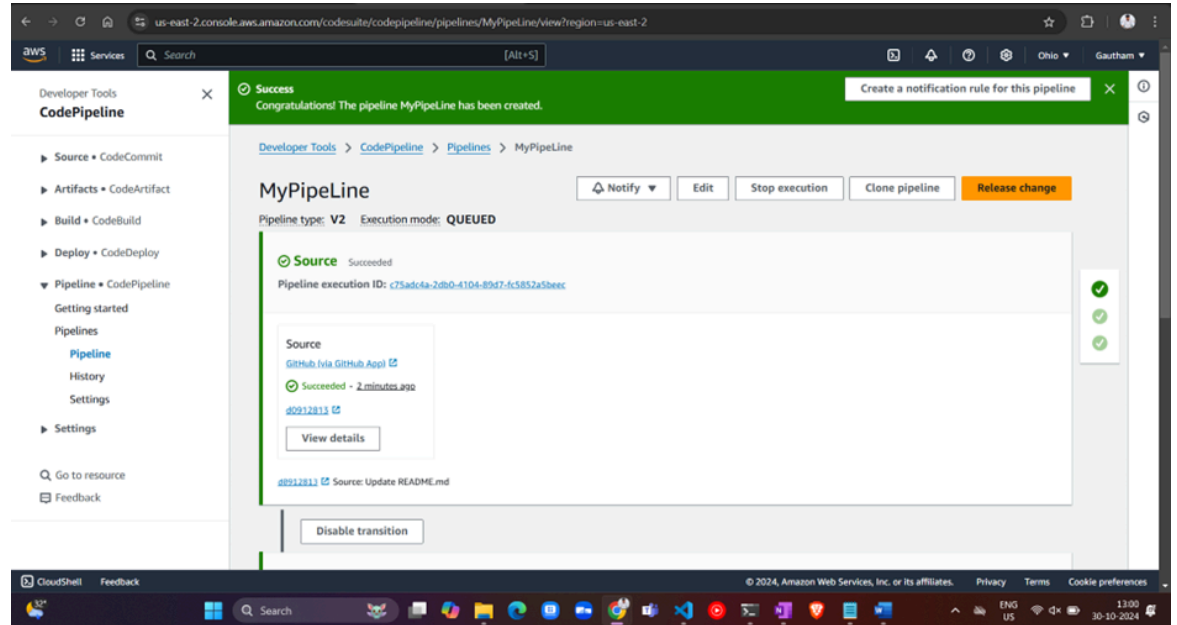 us-east-2.console.aws.amazon.com/codesuite/codepipeline/pipelines/MyPipeLine/view?region=us-east-2
aws Services Search [Alt+S] Ohio Gautham
Developer Tools
CodePipeline
Source • CodeCommit
Artifacts • CodeArtifact
Build • CodeBuild
Deploy • CodeDeploy
Pipeline • CodePipeline
Getting started
Pipelines
Pipeline
History
Settings
Settings
Go to resource
Feedback
Success
Congratulations! The pipeline MyPipeLine has been created.
Create a notification rule for this pipeline
Developer Tools > CodePipeline > Pipelines > MyPipeLine
MyPipeLine
Notify Edit Stop execution Clone pipeline Release change
Pipeline type: V2 Execution mode: QUEUED
Source Succeeded
Pipeline execution ID: c75adc4a-2db0-4104-89d7-fc5852a5beec
Source
GitHub (via GitHub App)
Succeeded - 2 minutes ago
d0912813
View details
d0912813 Source: Update README.md
Disable transition
CloudShell Feedback © 2024, Amazon Web Services, Inc. or its affiliates. Privacy Terms Cookie preferences
32°
Search
ENG
US
13:00
30-10-2024